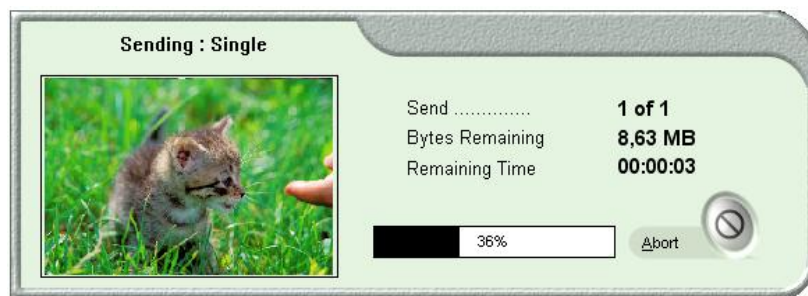 Sending : Single
Send .............. 1 of 1
Bytes Remaining 8,63 MB
Remaining Time 00:00:03
36%
Abort